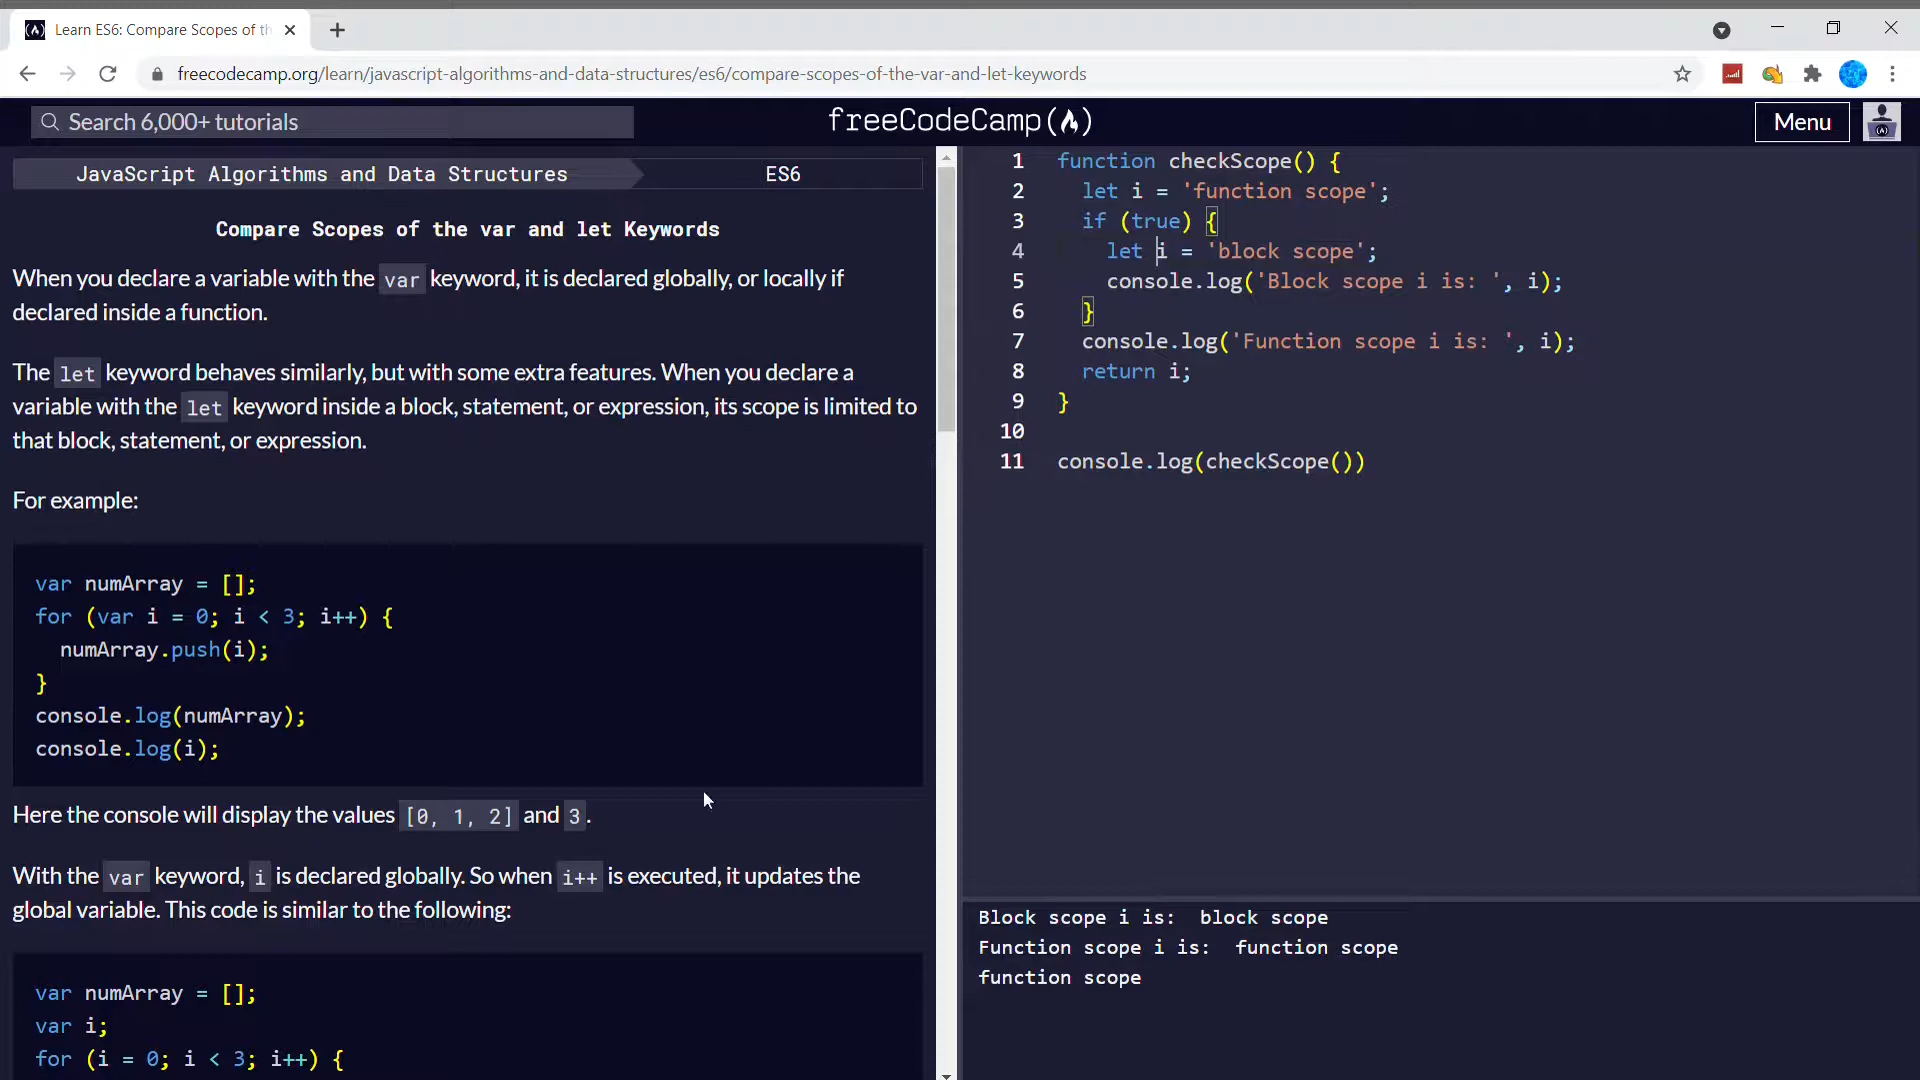 Learn ES6: Compare Scopes of th
freecodecamp.org/learn/javascript-algorithms-and-data-structures/es6/compare-scopes-of-the-var-and-let-keywords
Search 6,000+ tutorials
freeCodeCamp
Menu
JavaScript Algorithms and Data Structures
ES6
Compare Scopes of the var and let Keywords
When you declare a variable with the var keyword, it is declared globally, or locally if
declared inside a function.
The let keyword behaves similarly, but with some extra features. When you declare a
variable with the let keyword inside a block, statement, or expression, its scope is limited to
that block, statement, or expression.
For example:
var numArray = [];
for (var i = 0; i < 3; i++) {
numArray.push(i);
}
console.log(numArray);
console.log(i);
Here the console will display the values [0, 1, 2] and 3.
With the var keyword, i is declared globally. So when i++ is executed, it updates the
global variable. This code is similar to the following:
var numArray = [];
var i;
for (i = 0; i < 3; i++) {
1 function checkScope() {
2 let i = 'function scope';
3 if (true) {
4 let i = 'block scope';
5 console.log('Block scope i is: ', i);
6 }
7 console.log('Function scope i is: ', i);
8 return i;
9 }
10
11 console.log(checkScope())
Block scope i is:  block scope
Function scope i is:  function scope
function scope